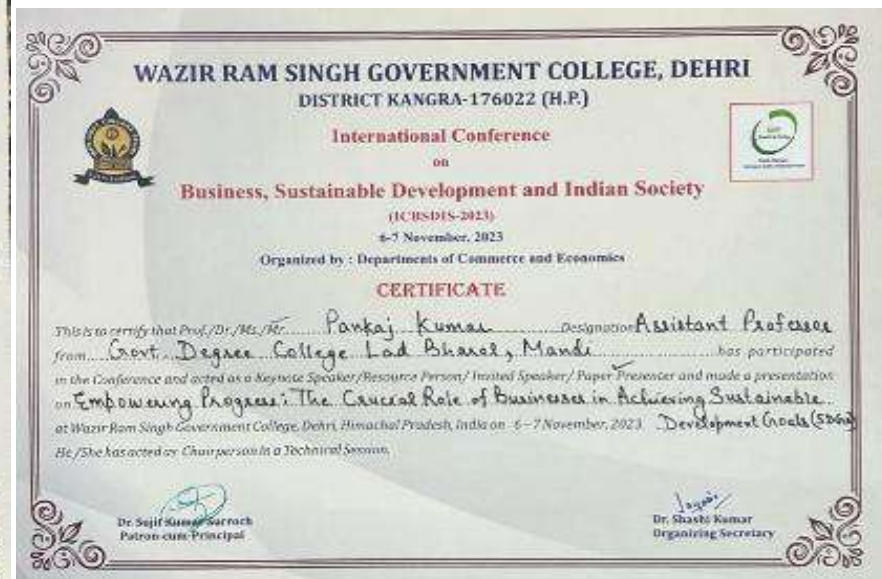 WAZIR RAM SINGH GOVERNMENT COLLEGE, DEHRI
DISTRICT KANGRA-176022 (H.P.)
International Conference
on
Business, Sustainable Development and Indian Society
(ICBSDIS-2023)
6-7 November, 2023
Organized by : Departments of Commerce and Economics
CERTIFICATE
This is to certify that Prof./Dr./Ms./Mr. Pankaj Kumar Designation Assistant Professor
from Govt. Degree College Lad Bharol, Mandi has participated
in the Conference and acted as a Keynote Speaker/Resource Person/ Invited Speaker/ Paper Presenter and made a presentation
on Empowering Progress: The Crucial Role of Businesses in Achieving Sustainable
at Wazir Ram Singh Government College, Dehri, Himachal Pradesh, India on 6-7 November, 2023. Development Goals (SDGs)
He/She has acted as Chairperson in a Technical Session.
Dr. Sujit Kumar Sarroch
Patron-cum-Principal
Dr. Shashi Kumar
Organizing Secretary